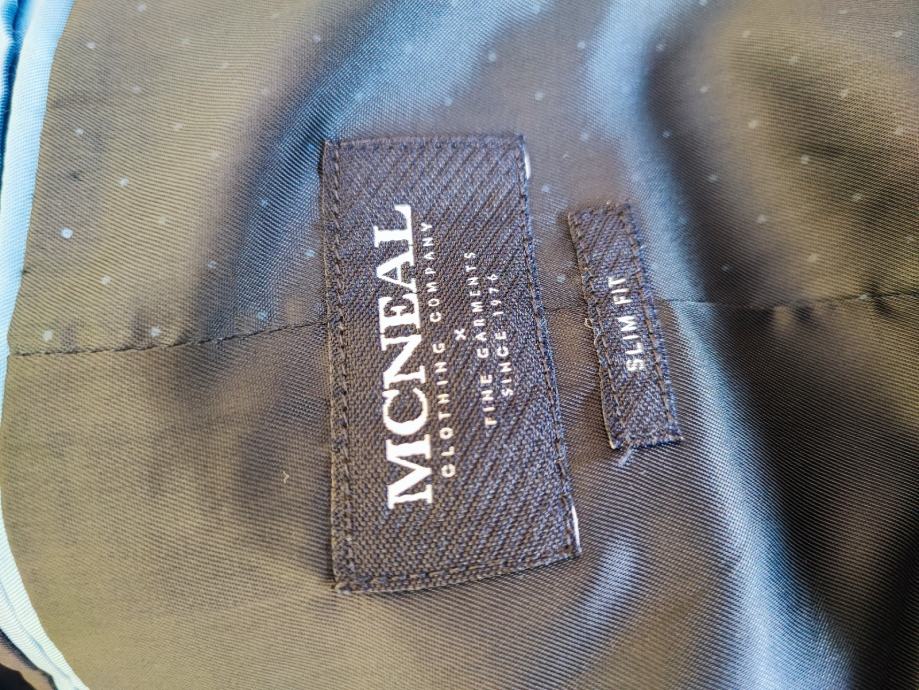 MCNEAL
CLOTHING COMPANY
x
FINE GARMENTS
SINCE 1976
SLIM FIT